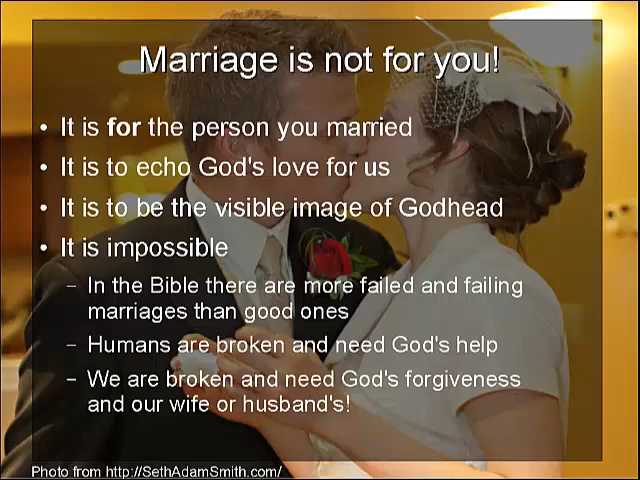 Marriage is not for you!
• It is for the person you married
• It is to echo God's love for us
• It is to be the visible image of Godhead
• It is impossible
– In the Bible there are more failed and failing
marriages than good ones
– Humans are broken and need God's help
– We are broken and need God's forgiveness
and our wife or husband's!
Photo from http://SethAdamSmith.com/